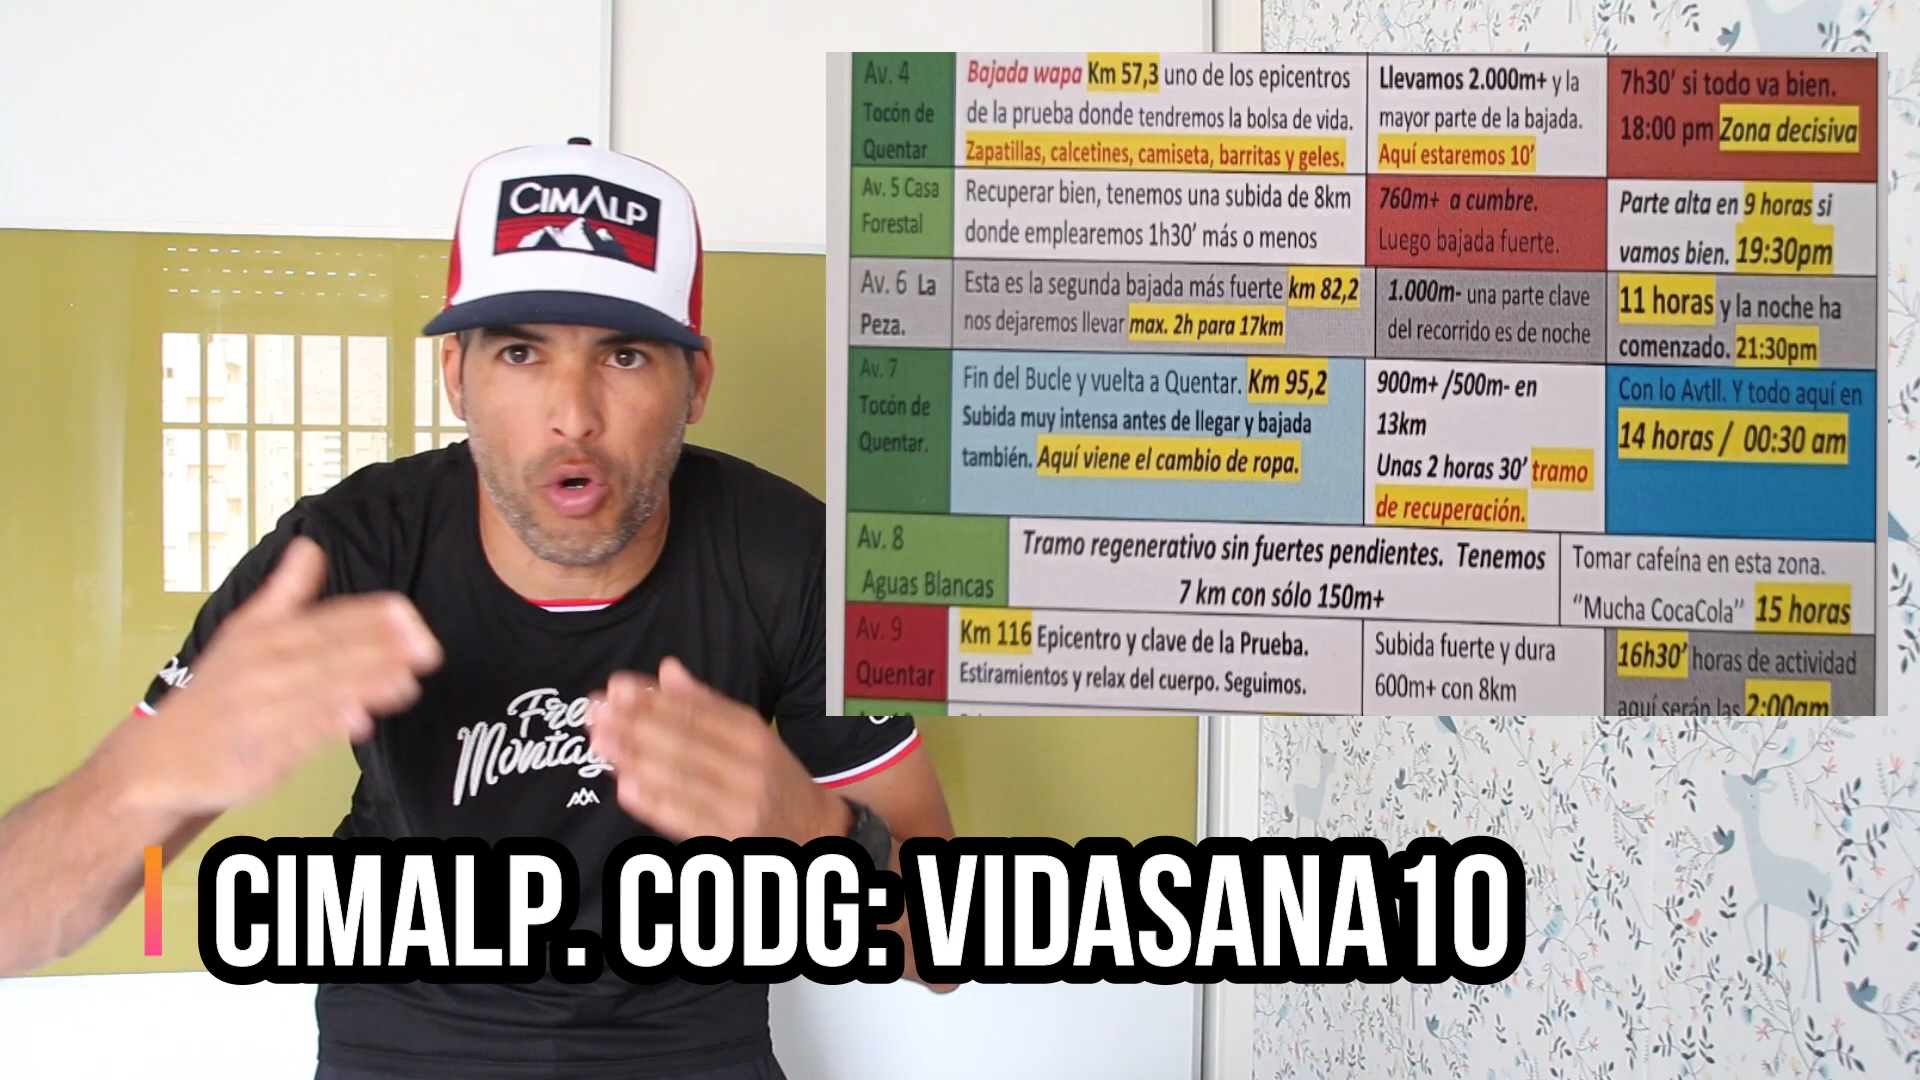 CIMALP
Free
Montag
Av. 4
Tocón de
Quentar
Bajada wapa Km 57,3 uno de los epicentros
de la prueba donde tendremos la bolsa de vida.
Zapatillas, calcetines, camiseta, barritas y geles.
Llevamos 2.000m+ y la
mayor parte de la bajada.
Aquí estaremos 10'
7h30' si todo va bien.
18:00 pm Zona decisiva
Av. 5 Casa
Forestal
Recuperar bien, tenemos una subida de 8km
donde emplearemos 1h30' más o menos
760m+ a cumbre.
Luego bajada fuerte.
Parte alta en 9 horas si
vamos bien. 19:30pm
Av. 6 La
Peza.
Esta es la segunda bajada más fuerte km 82,2
nos dejaremos llevar max. 2h para 17km
1.000m- una parte clave
del recorrido es de noche
11 horas y la noche ha
comenzado. 21:30pm
Av. 7
Tocón de
Quentar.
Fin del Bucle y vuelta a Quentar. Km 95,2
Subida muy intensa antes de llegar y bajada
también. Aquí viene el cambio de ropa.
900m+ /500m- en
13km
Unas 2 horas 30' tramo
de recuperación.
Con lo Avtll. Y todo aquí en
14 horas / 00:30 am
Av. 8
Aguas Blancas
Tramo regenerativo sin fuertes pendientes. Tenemos
7 km con sólo 150m+
Tomar cafeína en esta zona.
"Mucha CocaCola" 15 horas
Av. 9
Quentar
Km 116 Epicentro y clave de la Prueba.
Estiramientos y relax del cuerpo. Seguimos.
Subida fuerte y dura
600m+ con 8km
16h30' horas de actividad
aquí serán las 2:00am
CIMALP. CODG: VIDASANA10